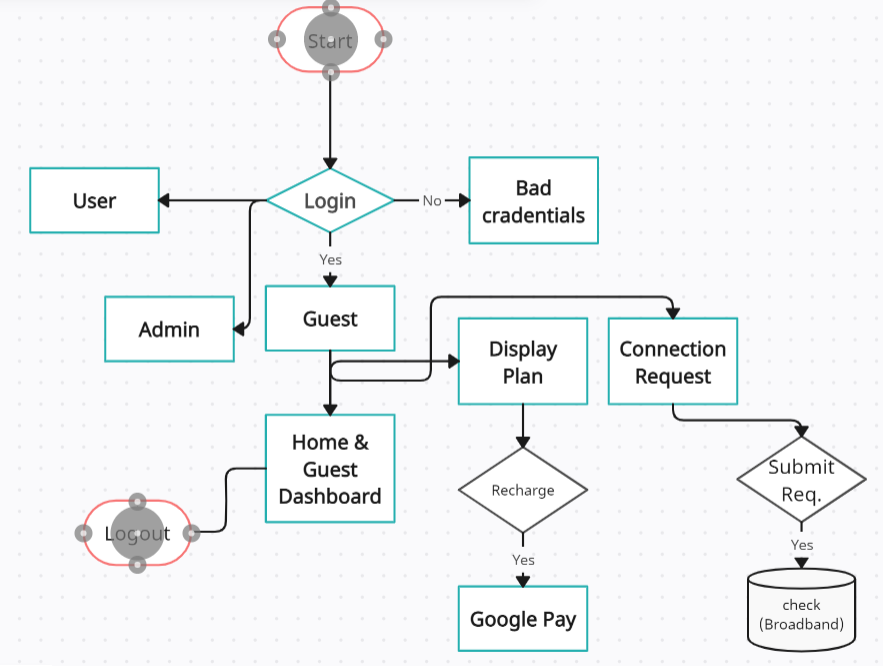 Start
User
Login
No
Bad
cradentials
Yes
Admin
Guest
Display
Plan
Connection
Request
Home &
Guest
Dashboard
Logout
Recharge
Submit
Req.
Yes
Yes
Google Pay
check
(Broadband)